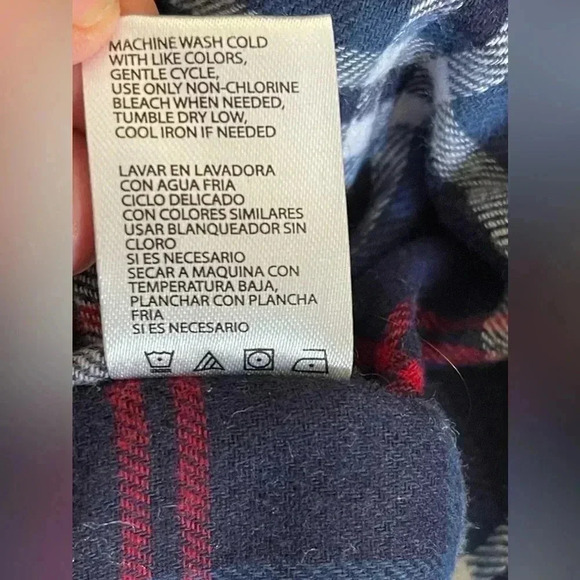 MACHINE WASH COLD
WITH LIKE COLORS,
GENTLE CYCLE,
USE ONLY NON-CHLORINE
BLEACH WHEN NEEDED,
TUMBLE DRY LOW,
COOL IRON IF NEEDED
LAVAR EN LAVADORA
CON AGUA FRIA
CICLO DELICADO
CON COLORES SIMILARES
USAR BLANQUEADOR SIN
CLORO
SI ES NECESARIO
SECAR A MAQUINA CON
TEMPERATURA BAJA,
PLANCHAR CON PLANCHA
FRIA
SI ES NECESARIO